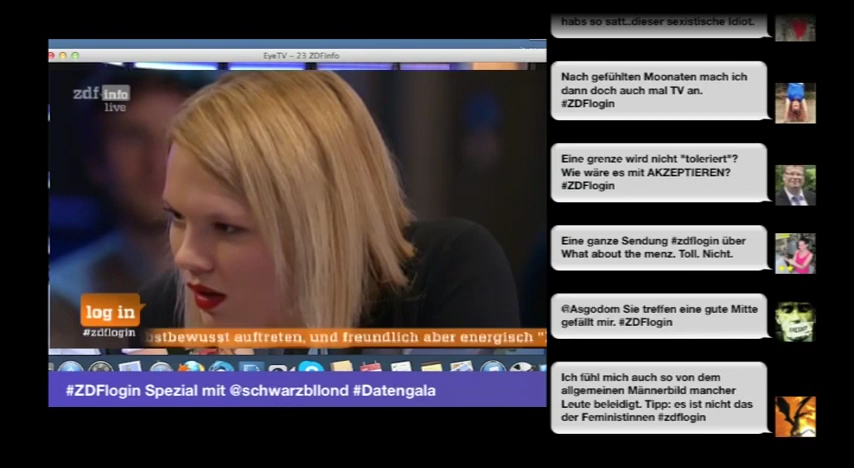 EyeTV – 23 ZDFinfo
zdf info
live
log in
#zdflogin
bstbewusst auftreten, und freundlich aber energisch "
#ZDFlogin Spezial mit @schwarzbllond #Datengala
habs so satt..dieser sexistische Idiot.
Nach gefühlten Moonaten mach ich
dann doch auch mal TV an.
#ZDFlogin
Eine grenze wird nicht "toleriert"?
Wie wäre es mit AKZEPTIEREN?
#ZDFlogin
Eine ganze Sendung #zdflogin über
What about the menz. Toll. Nicht.
@Asgodom Sie treffen eine gute Mitte
gefällt mir. #ZDFlogin
Ich fühl mich auch so von dem
allgemeinen Männerbild mancher
Leute beleidigt. Tipp: es ist nicht das
der Feministinnen #zdflogin